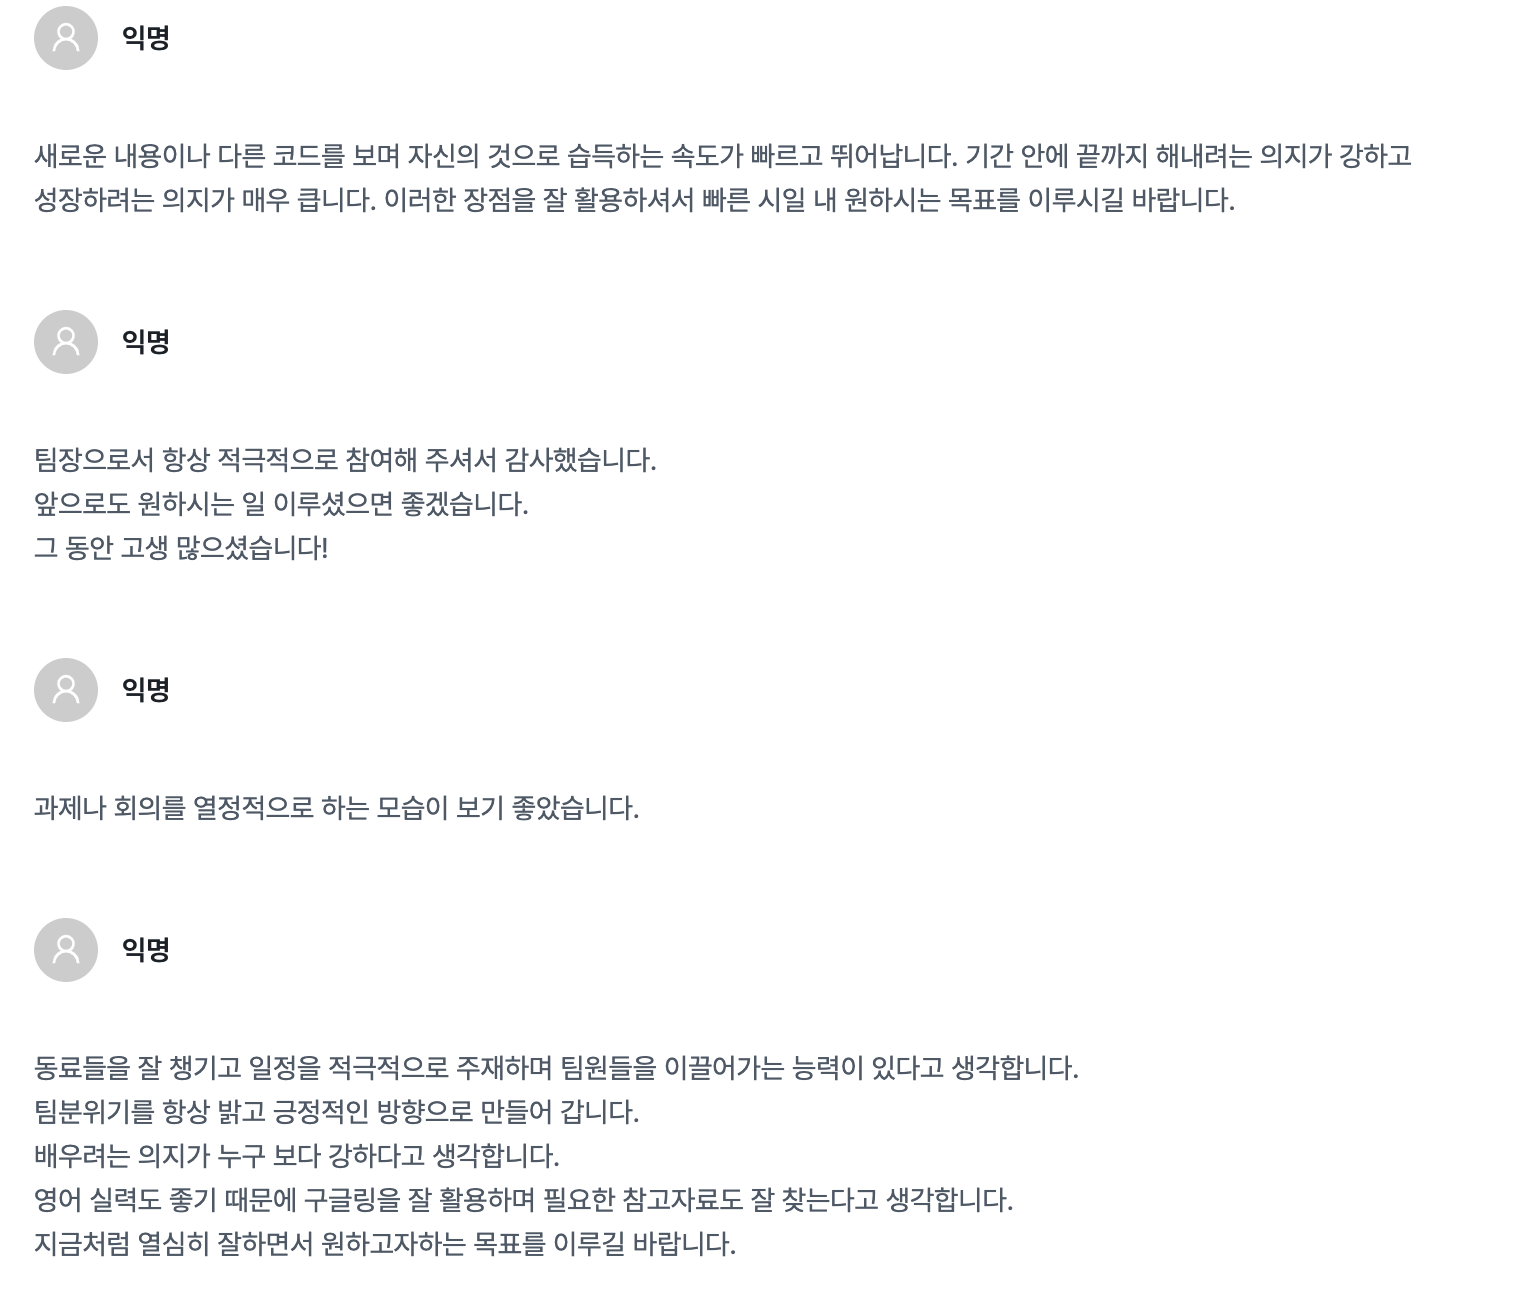 익명
새로운 내용이나 다른 코드를 보며 자신의 것으로 습득하는 속도가 빠르고 뛰어납니다. 기간 안에 끝까지 해내려는 의지가 강하고
성장하려는 의지가 매우 큽니다. 이러한 장점을 잘 활용하셔서 빠른 시일 내 원하시는 목표를 이루시길 바랍니다.
익명
팀장으로서 항상 적극적으로 참여해 주셔서 감사했습니다.
앞으로도 원하시는 일 이루셨으면 좋겠습니다.
그 동안 고생 많으셨습니다!
익명
과제나 회의를 열정적으로 하는 모습이 보기 좋았습니다.
익명
동료들을 잘 챙기고 일정을 적극적으로 주재하며 팀원들을 이끌어가는 능력이 있다고 생각합니다.
팀분위기를 항상 밝고 긍정적인 방향으로 만들어 갑니다.
배우려는 의지가 누구 보다 강하다고 생각합니다.
영어 실력도 좋기 때문에 구글링을 잘 활용하며 필요한 참고자료도 잘 찾는다고 생각합니다.
지금처럼 열심히 잘하면서 원하고자하는 목표를 이루길 바랍니다.